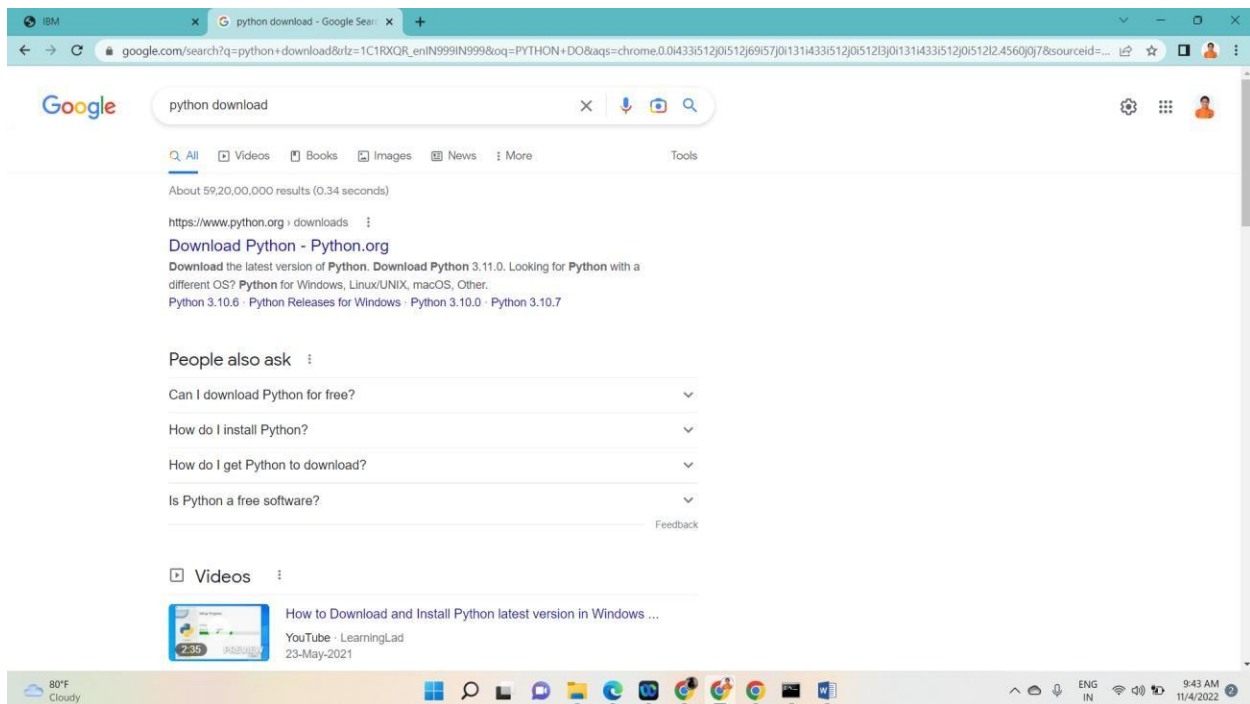 IBM
python download - Google Sear
google.com/search?q=python+download&rlz=1C1RXQR_enIN999IN999&oq=PYTHON+DO&aqs=chrome.0.0i433i512j0i512j69i57j0i131i433i512j0i512l3j0i131i433i512j0i512l2.4560j0j7&sourceid=...
Google
python download
All Videos Books Images News More Tools
About 59,20,00,000 results (0.34 seconds)
https://www.python.org › downloads
Download Python - Python.org
Download the latest version of Python. Download Python 3.11.0. Looking for Python with a
different OS? Python for Windows, Linux/UNIX, macOS, Other.
Python 3.10.6 · Python Releases for Windows · Python 3.10.0 · Python 3.10.7
People also ask
Can I download Python for free?
How do I install Python?
How do I get Python to download?
Is Python a free software?
Feedback
Videos
How to Download and Install Python latest version in Windows ...
2:35 PREVIEW
YouTube · LearningLad
23-May-2021
80°F
Cloudy
ENG
IN
9:43 AM
11/4/2022
2